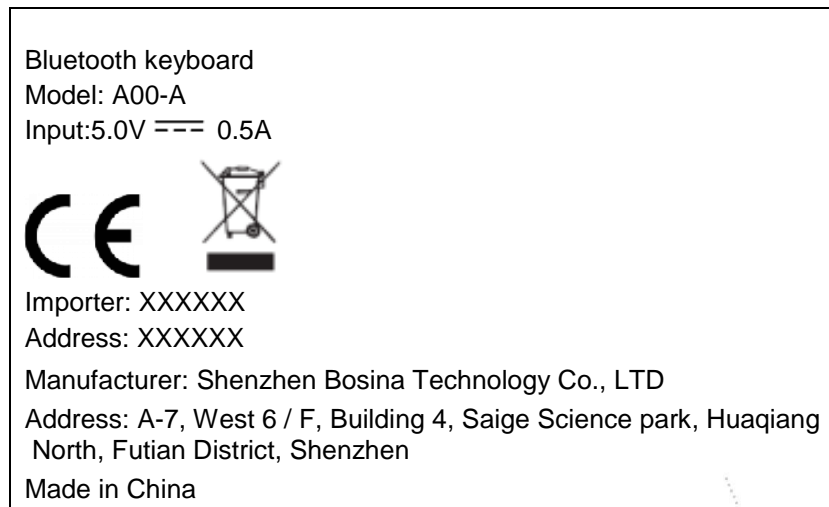 Bluetooth keyboard
Model: A00-A
Input:5.0V ⎓ 0.5A
CE
Importer: XXXXXX
Address: XXXXXX
Manufacturer: Shenzhen Bosina Technology Co., LTD
Address: A-7, West 6 / F, Building 4, Saige Science park, Huaqiang
North, Futian District, Shenzhen
Made in China